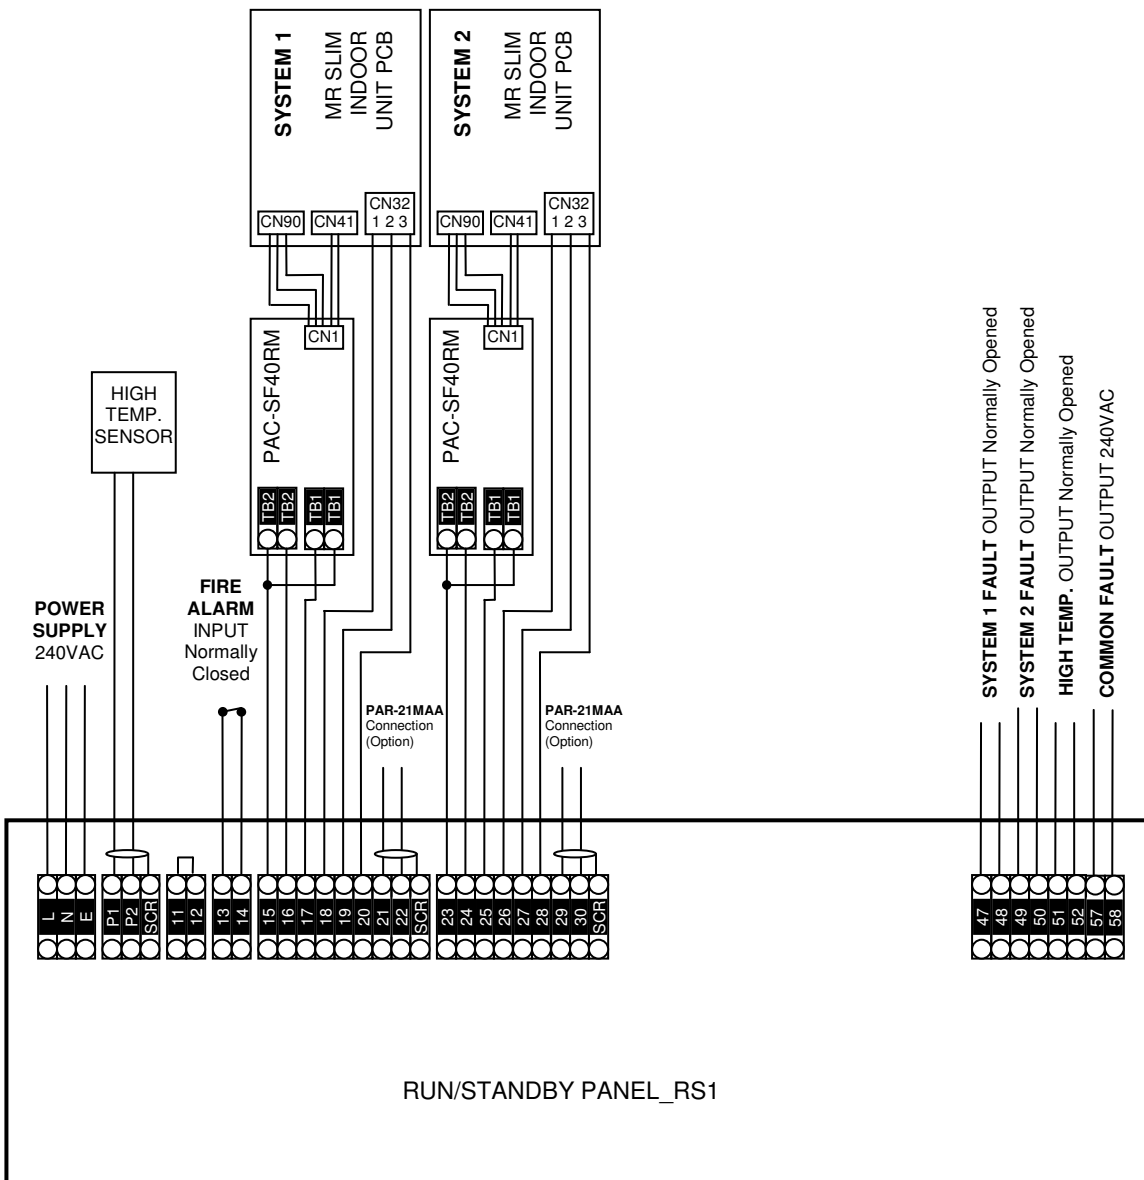 SYSTEM 1
MR SLIM
INDOOR
UNIT PCB
CN90
CN41
CN32
1 2 3
SYSTEM 2
MR SLIM
INDOOR
UNIT PCB
CN90
CN41
CN32
1 2 3
PAC-SF40RM
CN1
TB2
TB2
TB1
TB1
PAC-SF40RM
CN1
TB2
TB2
TB1
TB1
HIGH
TEMP.
SENSOR
POWER
SUPPLY
240VAC
FIRE
ALARM
INPUT
Normally
Closed
PAR-21MAA
Connection
(Option)
PAR-21MAA
Connection
(Option)
SYSTEM 1 FAULT OUTPUT Normally Opened
SYSTEM 2 FAULT OUTPUT Normally Opened
HIGH TEMP. OUTPUT Normally Opened
COMMON FAULT OUTPUT 240VAC
L
N
E
P1
P2
SCR
11
12
13
14
15
16
17
18
19
20
21
22
SCR
23
24
25
26
27
28
29
30
SCR
47
48
49
50
51
52
57
58
RUN/STANDBY PANEL_RS1